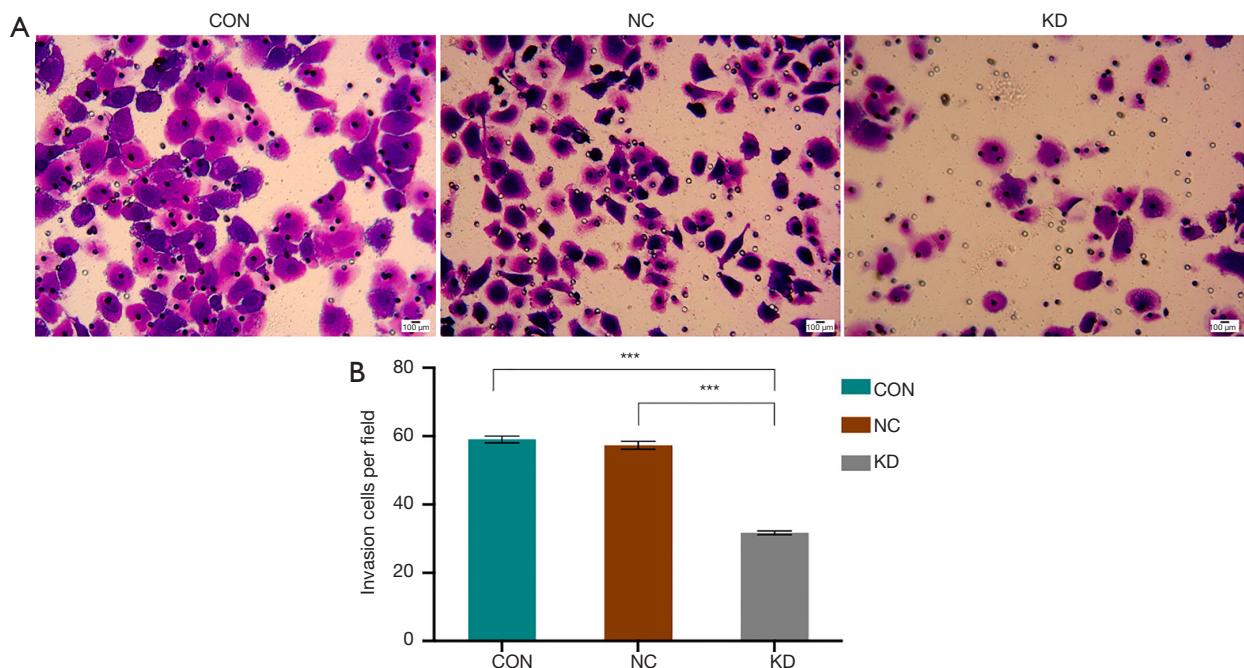 A
CON
NC
KD
100 μm
100 μm
100 μm
B
Invasion cells per field
80
60
40
20
0
***
***
CON
NC
KD
CON
NC
KD